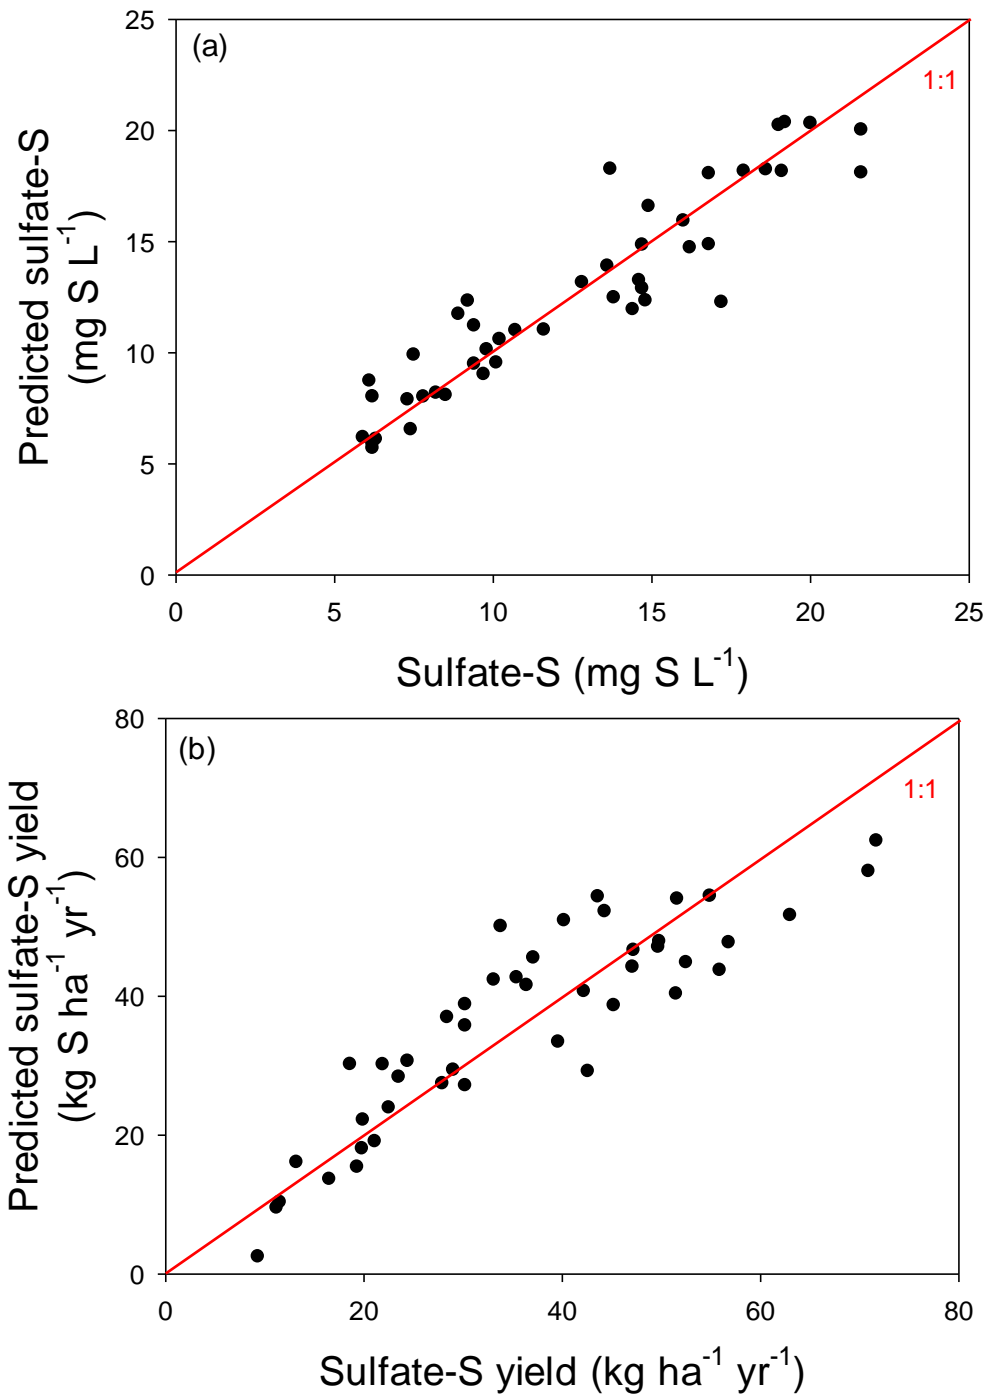 (a)
1:1
25
20
15
10
5
0
Predicted sulfate-S
(mg S L⁻¹)
0 5 10 15 20 25
Sulfate-S (mg S L⁻¹)
(b)
1:1
80
60
40
20
0
Predicted sulfate-S yield
(kg S ha⁻¹ yr⁻¹)
0 20 40 60 80
Sulfate-S yield (kg ha⁻¹ yr⁻¹)